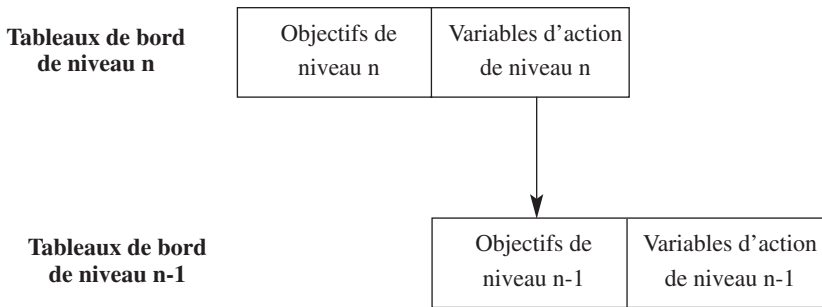 Tableaux de bord
de niveau n
Objectifs de
niveau n
Variables d’action
de niveau n
Tableaux de bord
de niveau n-1
Objectifs de
niveau n-1
Variables d’action
de niveau n-1